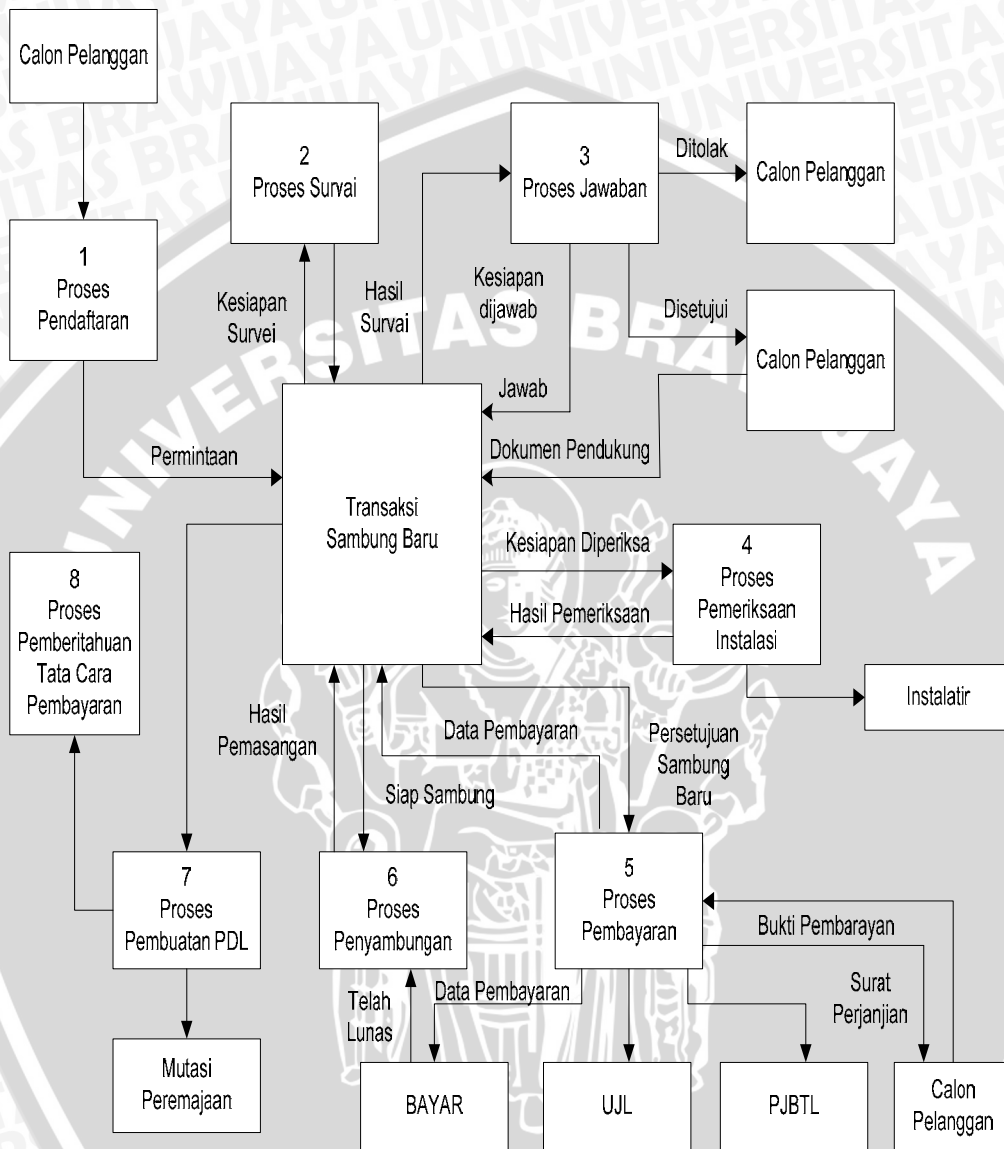 Calon Pelanggan
2
Proses Survai
3
Proses Jawaban
Ditolak
Calon Pelanggan
1
Proses
Pendaftaran
Kesiapan
Survei
Hasil
Survai
Kesiapan
dijawab
Disetujui
Calon Pelanggan
Jawab
Permintaan
Dokumen Pendukung
Transaksi
Sambung Baru
Kesiapan Diperiksa
Hasil Pemeriksaan
4
Proses
Pemeriksaan
Instalasi
8
Proses
Pemberitahuan
Tata Cara
Pembayaran
Instalatir
Hasil
Pemasangan
Data Pembayaran
Persetujuan
Sambung
Baru
Siap Sambung
7
Proses
Pembuatan PDL
6
Proses
Penyambungan
5
Proses
Pembayaran
Bukti Pembarayan
Telah
Lunas
Data Pembayaran
Surat
Perjanjian
Mutasi
Peremajaan
BAYAR
UJL
PJBTL
Calon
Pelanggan
UNIVERSITAS BRAWIJAYA